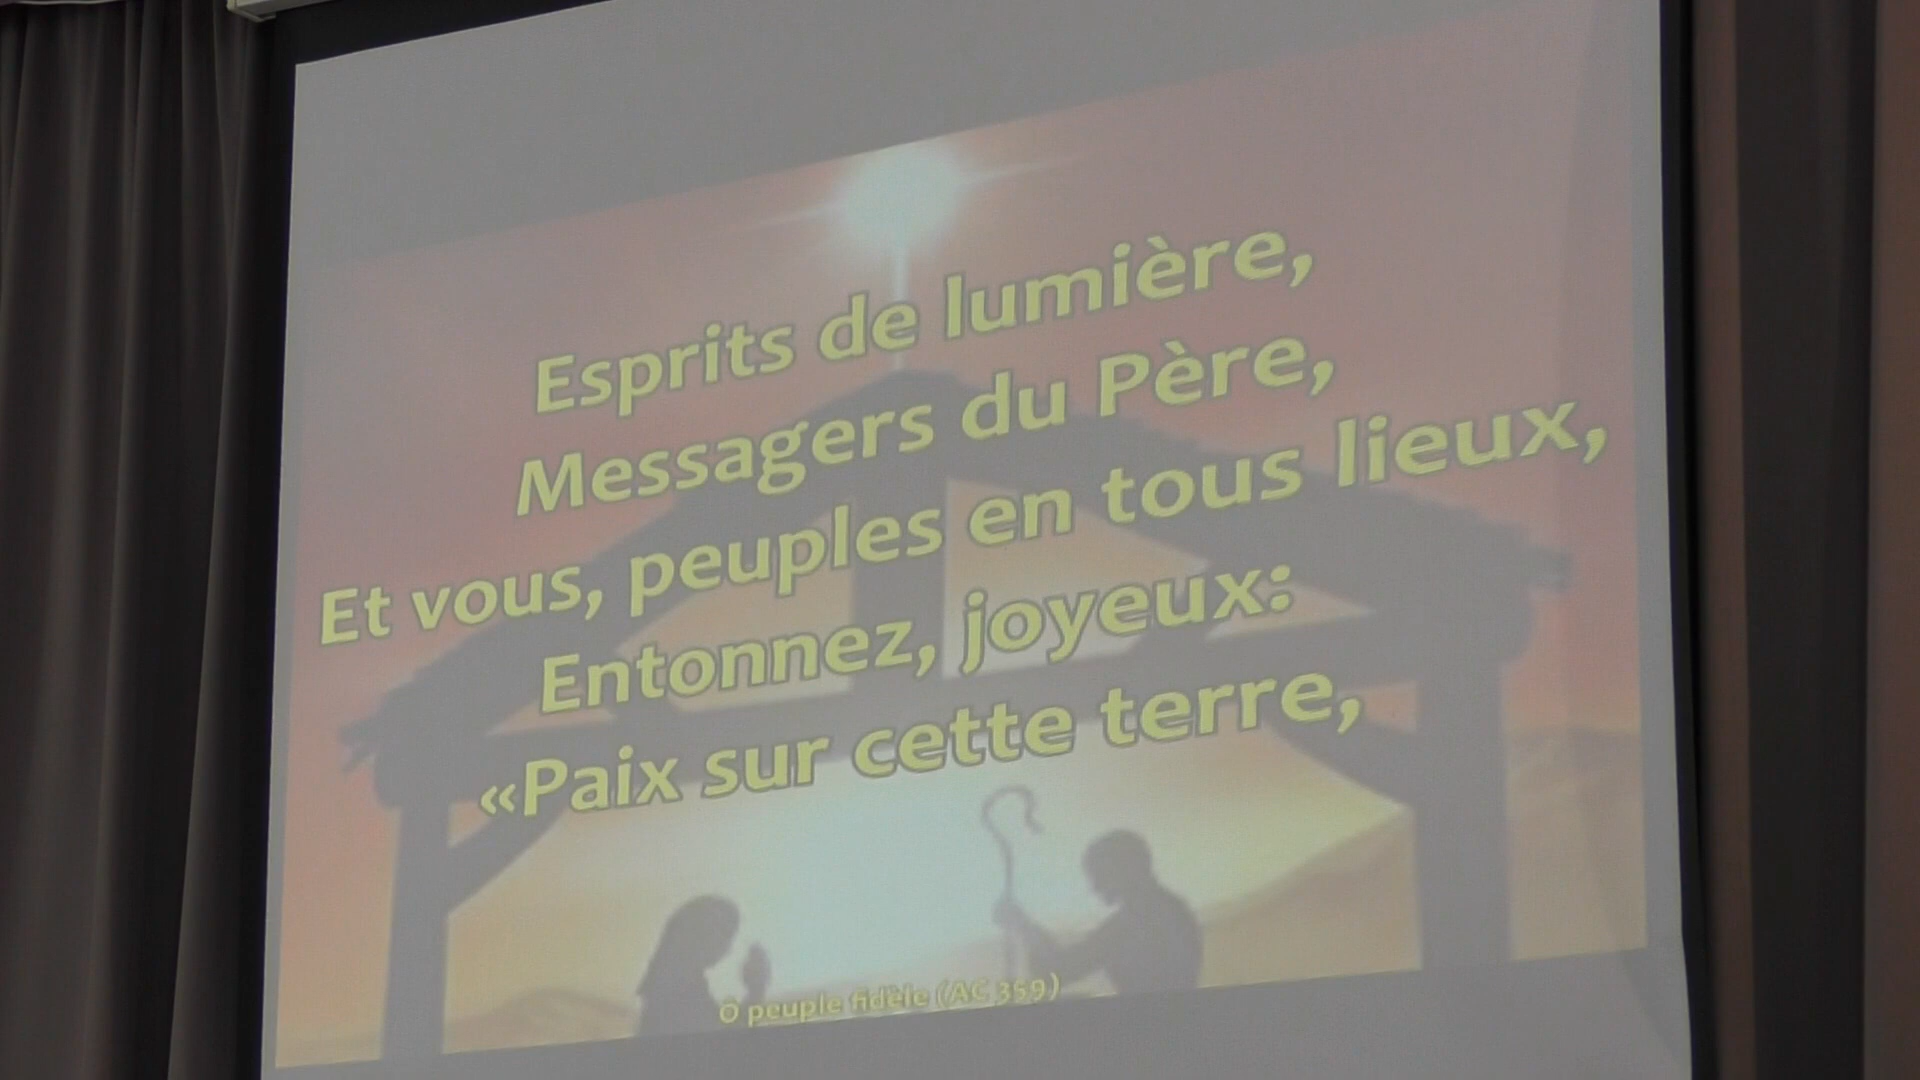 Esprits de lumière,
Messagers du Père,
Et vous, peuples en tous lieux,
Entonnez, joyeux:
«Paix sur cette terre,
Ô peuple fidèle (AC 359)